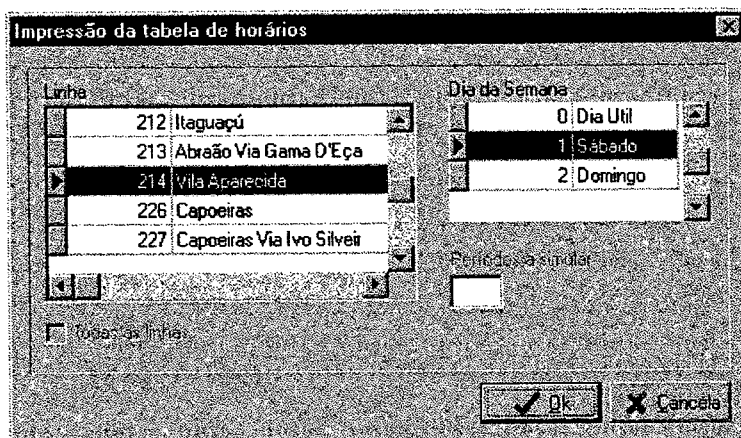 Impressão da tabela de horários
Linha
212 Itaguaçú
213 Abraão Via Gama D'Eça
214 Vila Aparecida
226 Capoeiras
227 Capoeiras Via Ivo Silveir
Todas as linhas
Dia da Semana
0 Dia Util
1 Sábado
2 Domingo
Períodos a simular
Ok
Cancela